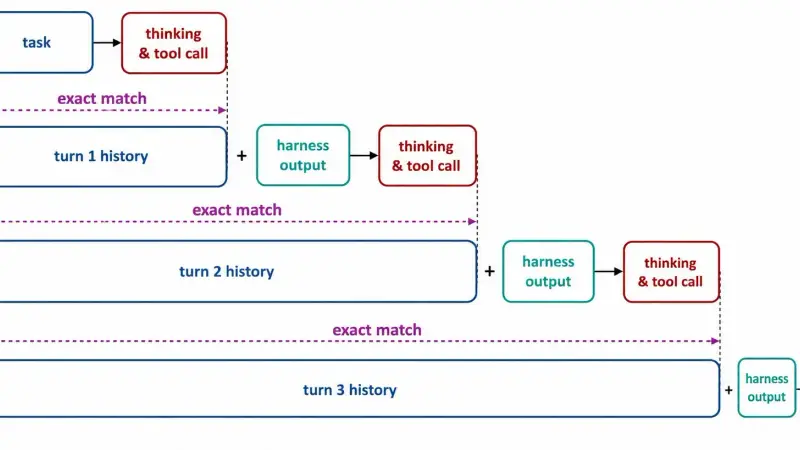 task
thinking
& tool call
exact match
turn 1 history
+
harness
output
thinking
& tool call
exact match
turn 2 history
+
harness
output
thinking
& tool call
exact match
turn 3 history
+
harness
output